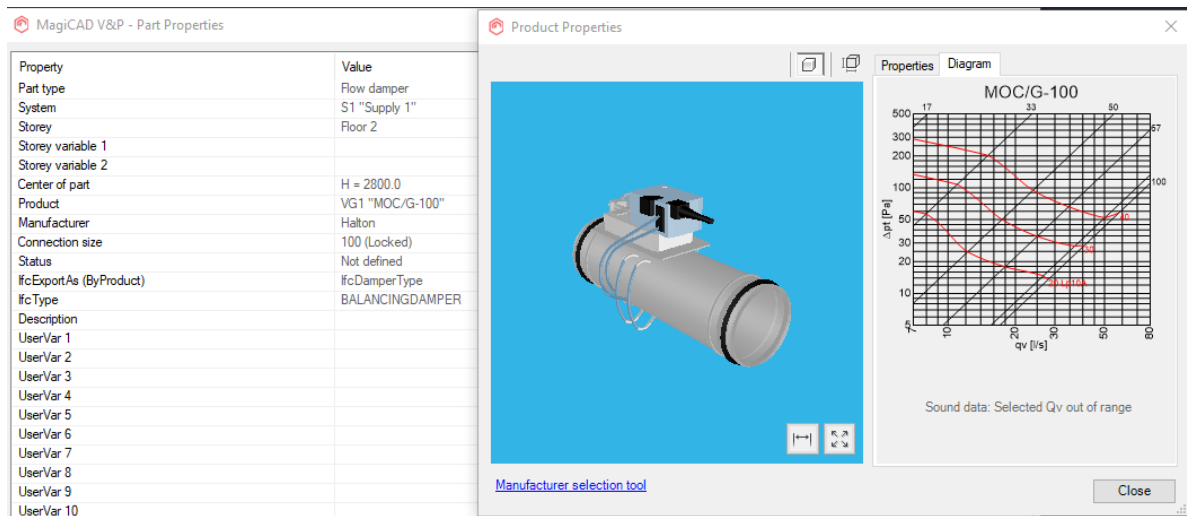 MagiCAD V&P - Part Properties
Property Value
Part type Flow damper
System S1 "Supply 1"
Storey Floor 2
Storey variable 1
Storey variable 2
Center of part H = 2800.0
Product VG1 "MOC/G-100"
Manufacturer Halton
Connection size 100 (Locked)
Status Not defined
IfcExportAs (ByProduct) IfcDamperType
IfcType BALANCINGDAMPER
Description
UserVar 1
UserVar 2
UserVar 3
UserVar 4
UserVar 5
UserVar 6
UserVar 7
UserVar 8
UserVar 9
UserVar 10
Product Properties
Properties Diagram
MOC/G-100
17 33 50
500
67
300
200
100
100
50
40
30
30
20
20 Lp10A
10
5
7 10 20 30 50 80
Δpt [Pa]
qv [l/s]
Sound data: Selected Qv out of range
Manufacturer selection tool
Close